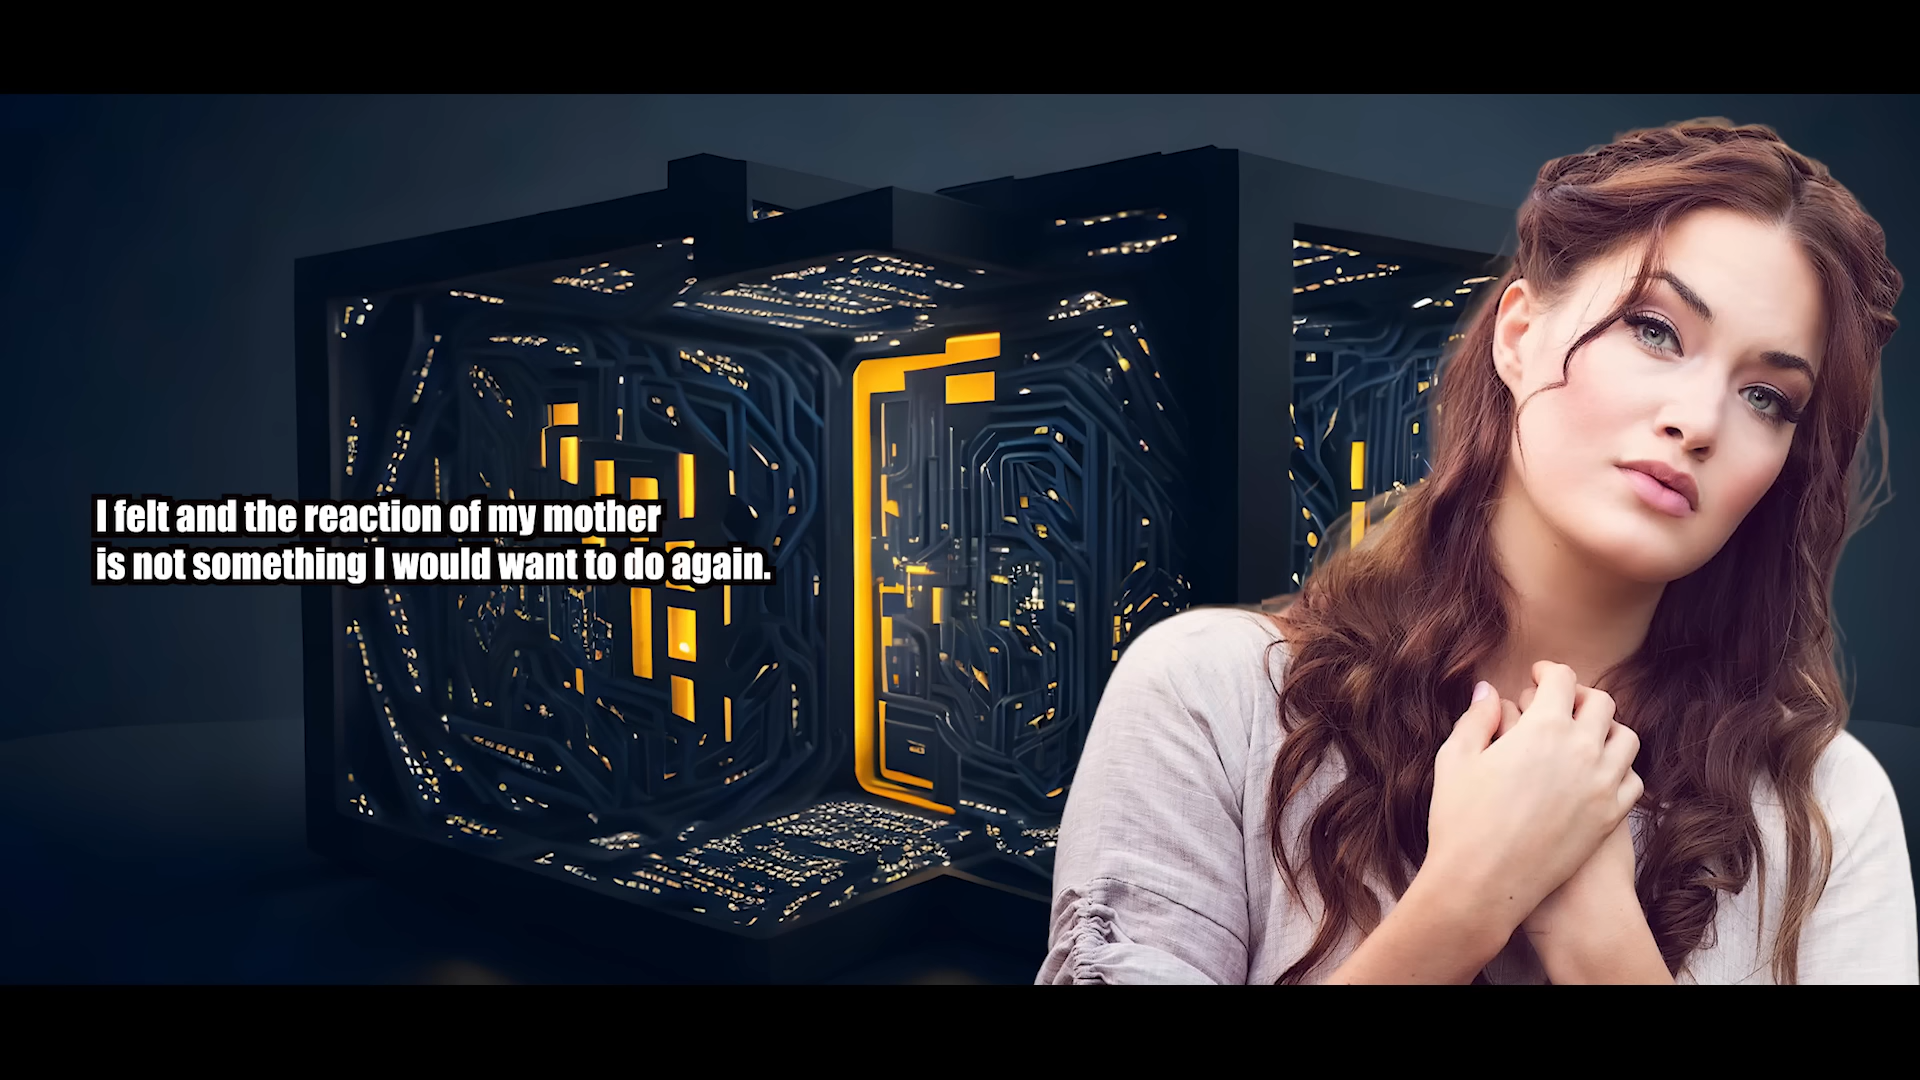 I felt and the reaction of my mother
is not something I would want to do again.